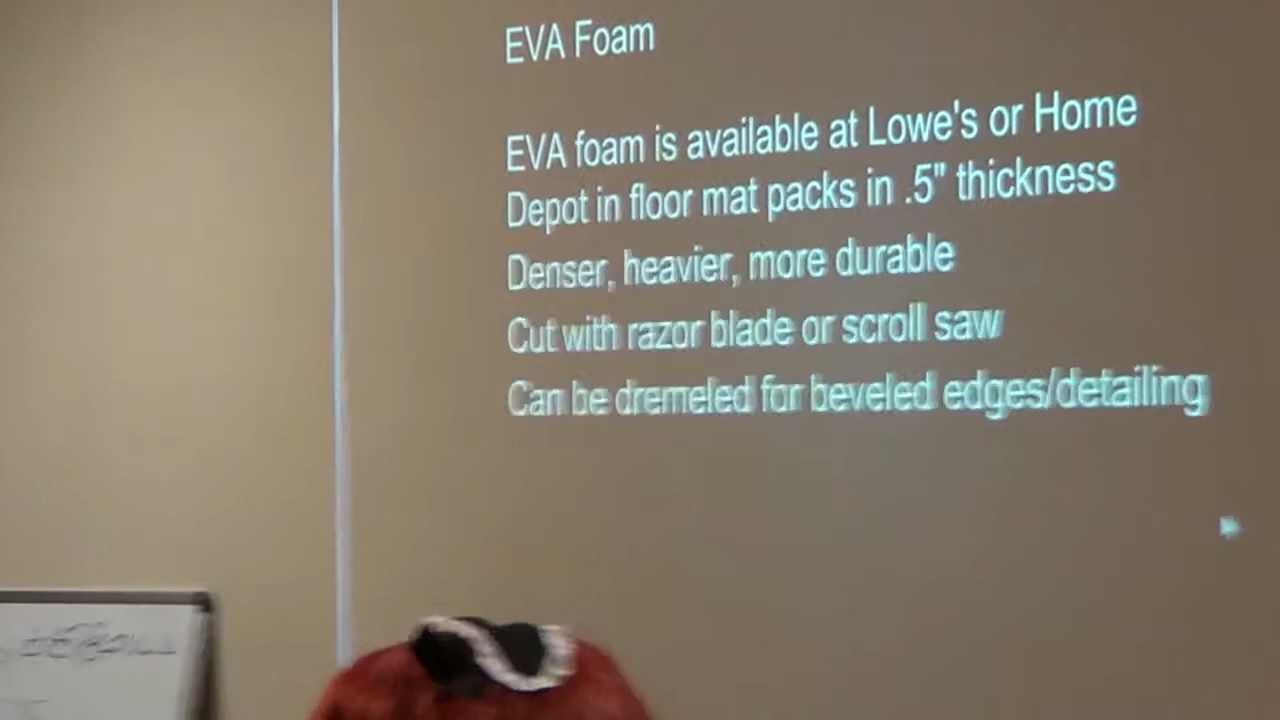 EVA Foam
EVA foam is available at Lowe's or Home
Depot in floor mat packs in .5" thickness
Denser, heavier, more durable
Cut with razor blade or scroll saw
Can be dremeled for beveled edges/detailing